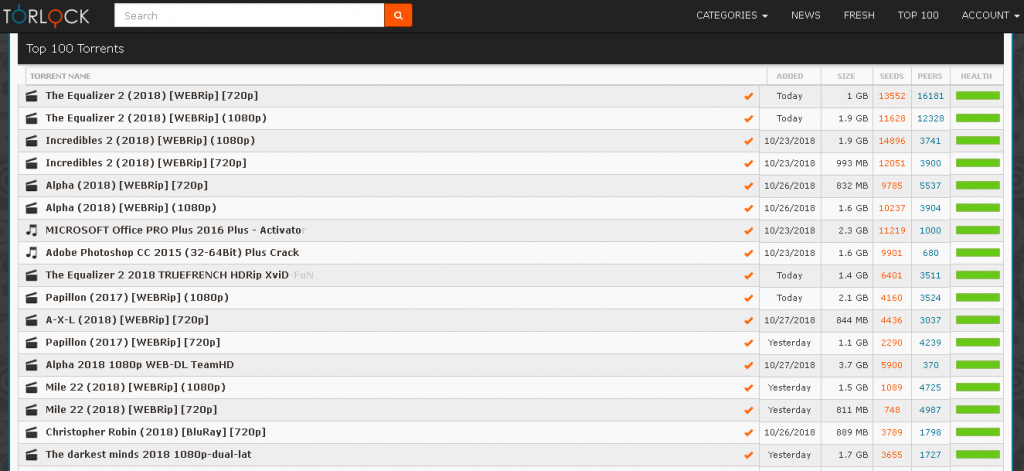 TORLOCK Search CATEGORIES NEWS FRESH TOP 100 ACCOUNT
Top 100 Torrents
TORRENT NAME ADDED SIZE SEEDS PEERS HEALTH
The Equalizer 2 (2018) [WEBRip] [720p] Today 1 GB 13552 16181
The Equalizer 2 (2018) [WEBRip] (1080p) Today 1.9 GB 11628 12328
Incredibles 2 (2018) [WEBRip] (1080p) 10/23/2018 1.9 GB 14896 3741
Incredibles 2 (2018) [WEBRip] [720p] 10/23/2018 993 MB 12051 3900
Alpha (2018) [WEBRip] [720p] 10/26/2018 832 MB 9785 5537
Alpha (2018) [WEBRip] (1080p) 10/26/2018 1.6 GB 10237 3904
MICROSOFT Office PRO Plus 2016 Plus - Activator 10/23/2018 2.3 GB 11219 1000
Adobe Photoshop CC 2015 (32-64Bit) Plus Crack 10/23/2018 1.6 GB 9901 680
The Equalizer 2 2018 TRUEFRENCH HDRip XviD-FuN Today 1.4 GB 6401 3511
Papillon (2017) [WEBRip] (1080p) Today 2.1 GB 4160 3524
A-X-L (2018) [WEBRip] [720p] 10/27/2018 844 MB 4436 3037
Papillon (2017) [WEBRip] [720p] Yesterday 1.1 GB 2290 4239
Alpha 2018 1080p WEB-DL TeamHD 10/27/2018 3.7 GB 5900 370
Mile 22 (2018) [WEBRip] (1080p) Yesterday 1.5 GB 1089 4725
Mile 22 (2018) [WEBRip] [720p] Yesterday 811 MB 748 4987
Christopher Robin (2018) [BluRay] [720p] 10/26/2018 889 MB 3789 1798
The darkest minds 2018 1080p-dual-lat Yesterday 1.7 GB 3655 1727